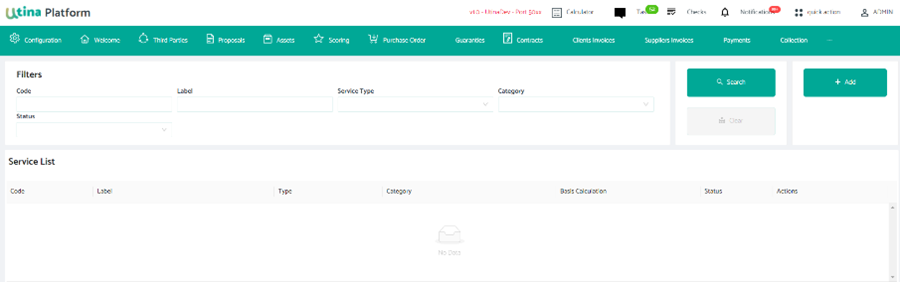 Utina Platform
Calculator
Checks
Notification
quick action
ADMIN
Configuration
Welcome
Third Parties
Proposals
Assets
Scoring
Purchase Order
Guaranties
Contracts
Clients Invoices
Suppliers Invoices
Payments
Collection
...
Filters
Code
Label
Service Type
Category
Search
Add
Status
Clear
Service List
Code
Label
Type
Category
Basis Calculation
Status
Actions
No Data